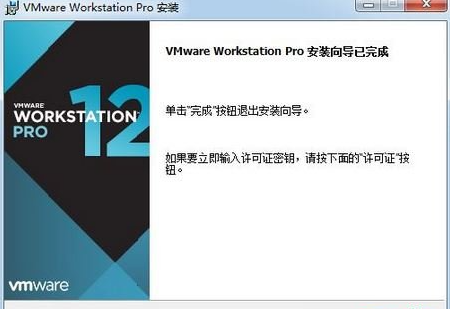 VMware Workstation Pro 安装
VMware Workstation Pro 安装向导已完成
单击“完成”按钮退出安装向导。
如果要立即输入许可证密钥，请按下面的“许可证”按
钮。
VMWARE
WORKSTATION
PRO
12
vmware